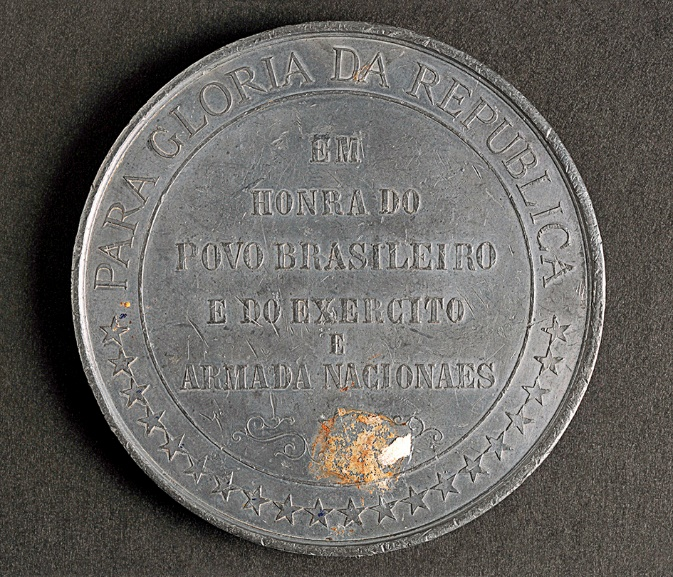 PARA GLORIA DA REPUBLICA
EM
HONRA DO
POVO BRASILEIRO
E DO EXERCITO
E
ARMADA NACIONAES